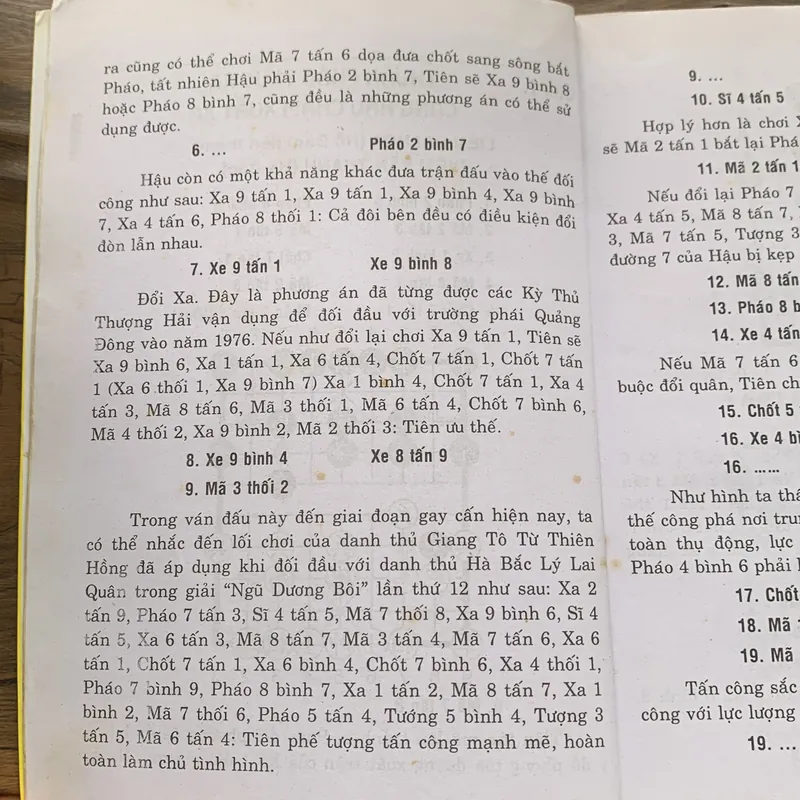 ra cũng có thể chơi Mã 7 tấn 6 dọa đưa chốt sang sông bắt
Pháo, tất nhiên Hậu phải Pháo 2 bình 7, Tiên sẽ Xa 9 bình 8
hoặc Pháo 8 bình 7, cũng đều là những phương án có thể sử
dụng được.
6. ... Pháo 2 bình 7
Hậu còn có một khả năng khác đưa trận đấu vào thế đối
công như sau: Xa 9 tấn 1, Xa 9 tấn 1, Xa 9 bình 4, Xa 9 bình
7, Xa 4 tấn 6, Pháo 8 thối 1: Cả đôi bên đều có điều kiện đổi
đòn lẫn nhau.
7. Xe 9 tấn 1 Xe 9 bình 8
Đổi Xa. Đây là phương án đã từng được các Kỳ Thủ
Thượng Hải vận dụng để đối đầu với trường phái Quảng
Đông vào năm 1976. Nếu như đổi lại chơi Xa 9 tấn 1, Tiên sẽ
Xa 9 bình 6, Xa 1 tấn 1, Xa 6 tấn 4, Chốt 7 tấn 1, Chốt 7 tấn
1 (Xa 6 thối 1, Xa 9 bình 7) Xa 1 bình 4, Chốt 7 tấn 1, Xa 4
tấn 3, Mã 8 tấn 6, Mã 3 thối 1, Mã 6 tấn 4, Chốt 7 bình 6,
Mã 4 thối 2, Xa 9 bình 2, Mã 2 thối 3: Tiên ưu thế.
8. Xe 9 bình 4 Xe 8 tấn 9
9. Mã 3 thối 2
Trong ván đấu này đến giai đoạn gay cấn hiện nay, ta
có thể nhắc đến lối chơi của danh thủ Giang Tô Từ Thiên
Hồng đã áp dụng khi đối đầu với danh thủ Hà Bắc Lý Lai
Quân trong giải “Ngũ Dương Bôi” lần thứ 12 như sau: Xa 2
tấn 9, Pháo 7 tấn 3, Sĩ 4 tấn 5, Mã 7 thối 8, Xa 9 bình 6, Sĩ 4
tấn 5, Xa 6 tấn 3, Mã 8 tấn 7, Mã 3 tấn 4, Mã 7 tấn 6, Xa 6
tấn 1, Chốt 7 tấn 1, Xa 6 bình 4, Chốt 7 bình 6, Xa 4 thối 1,
Pháo 7 bình 9, Pháo 8 bình 7, Xa 1 tấn 2, Mã 8 tấn 7, Xa 1
bình 2, Mã 7 thối 6, Pháo 5 tấn 4, Tướng 5 bình 4, Tượng 3
tấn 5, Mã 6 tấn 4: Tiên phế tượng tấn công mạnh mẽ, hoàn
toàn làm chủ tình hình.
9. ...
10. Sĩ 4 tấn 5
Hợp lý hơn là chơi
sẽ Mã 2 tấn 1 bắt lại
11. Mã 2 tấn 1
Nếu đổi lại Pháo 7
Xa 4 tấn 5, Mã 8 tấn 7,
3, Mã 7 tấn 5, Tượng 3
đường 7 của Hậu bị kẹp
12. Mã 8 tấn
13. Pháo 8
14. Xe 4 tấn
Nếu Mã 7 tấn 6
buộc đổi quân, Tiên
15. Chốt 5
16. Xe 4
16. ......
Như hình ta
thế công phá nơi
toàn thụ động, lực
Pháo 4 bình 6 phải
17. Chốt
18. Mã
19. Mã
Tấn công sắc
công với lực lượng
19. ...